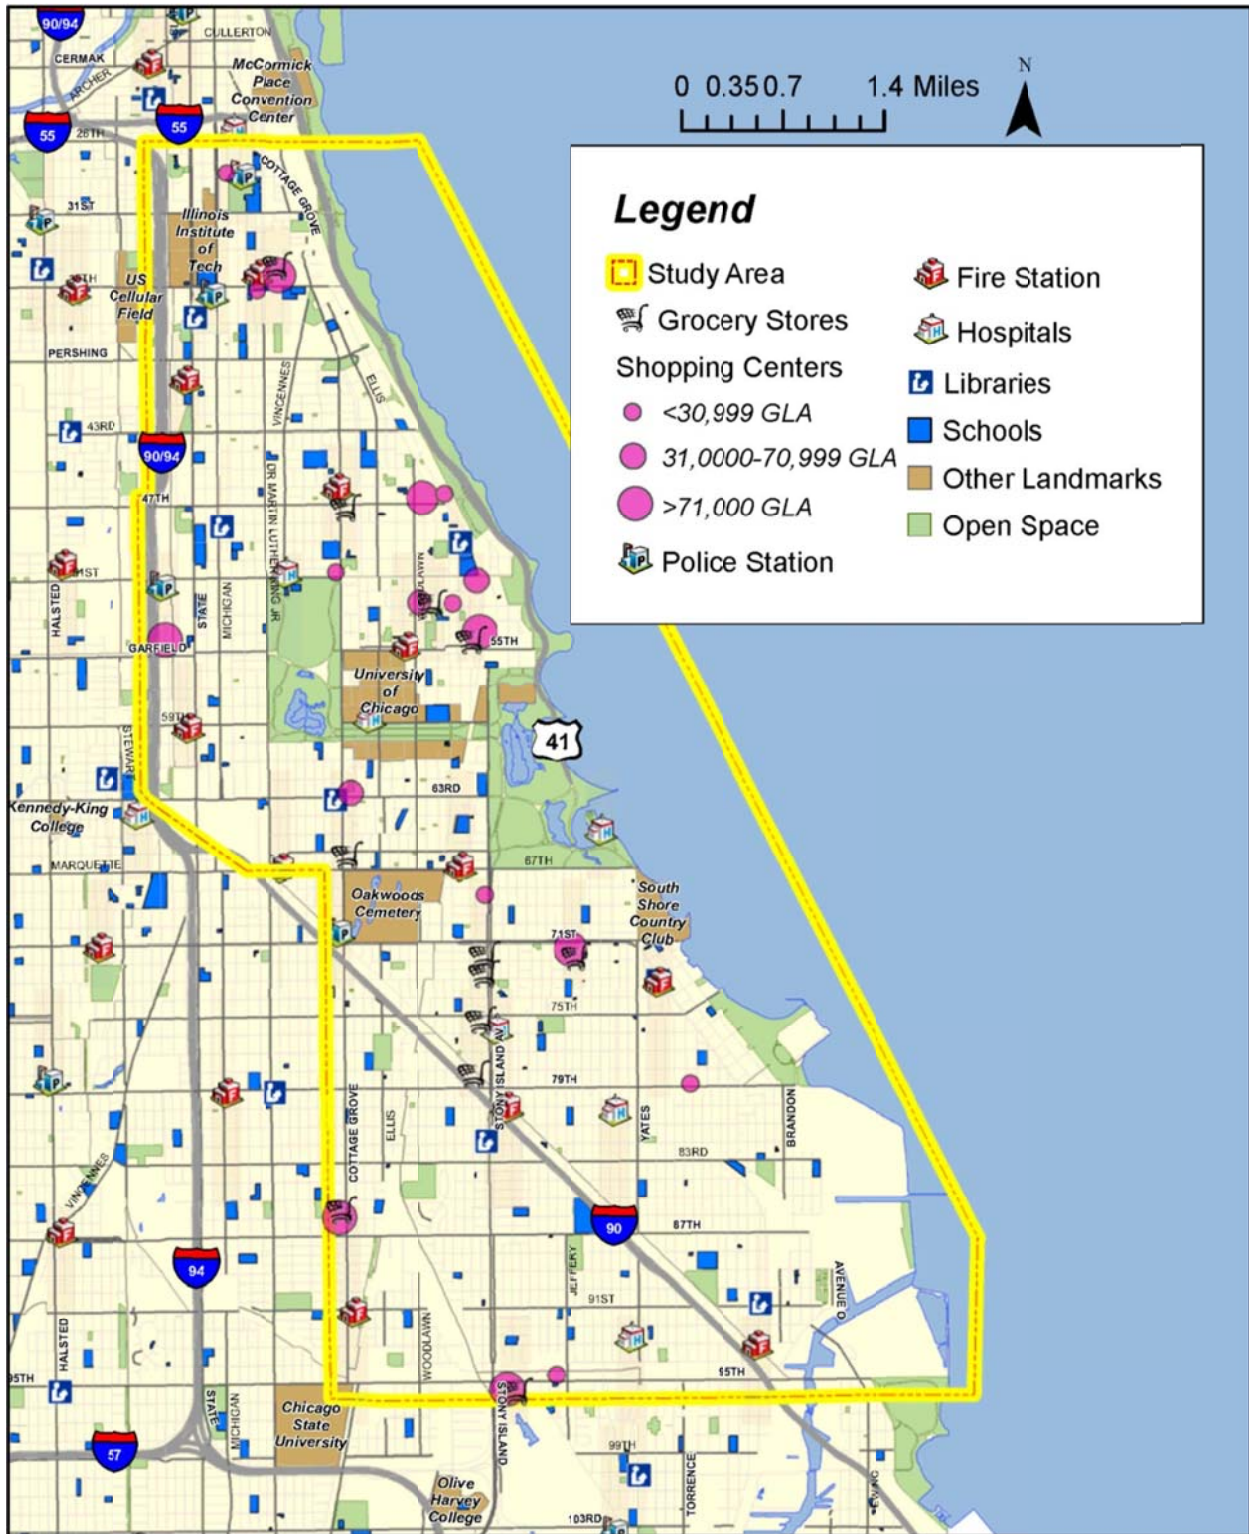 90/94
CULLERTON
CERMAK
ARCHER
McCormick
Place
Convention
Center
55
55
26TH
COTTAGE GROVE
31ST
Illinois
Institute
of
Tech
US
Cellular
Field
PERSHING
VINCENNES
ELLIS
43RD
90/94
47TH
DR MARTIN LUTHER KING JR
HALSTED
STATE
MICHIGAN
GARFIELD
55TH
University
of
Chicago
59TH
41
STEWART
63RD
Kennedy-King
College
MARQUETTE
67TH
Oakwoods
Cemetery
South
Shore
Country
Club
71ST
75TH
STONY ISLAND AV
79TH
COTTAGE GROVE
ELLIS
YATES
BRANDON
83RD
VINCENNES
90
87TH
94
JEFFERY
AVENUE O
91ST
HALSTED
WOODLAWN
95TH
95TH
STATE
MICHIGAN
Chicago
State
University
STONY ISLAND
57
99TH
Olive
Harvey
College
TORRENCE
103RD
0 0.35 0.7 1.4 Miles
N
Legend
Study Area
Grocery Stores
Shopping Centers
<30,999 GLA
31,0000-70,999 GLA
>71,000 GLA
Police Station
Fire Station
Hospitals
Libraries
Schools
Other Landmarks
Open Space